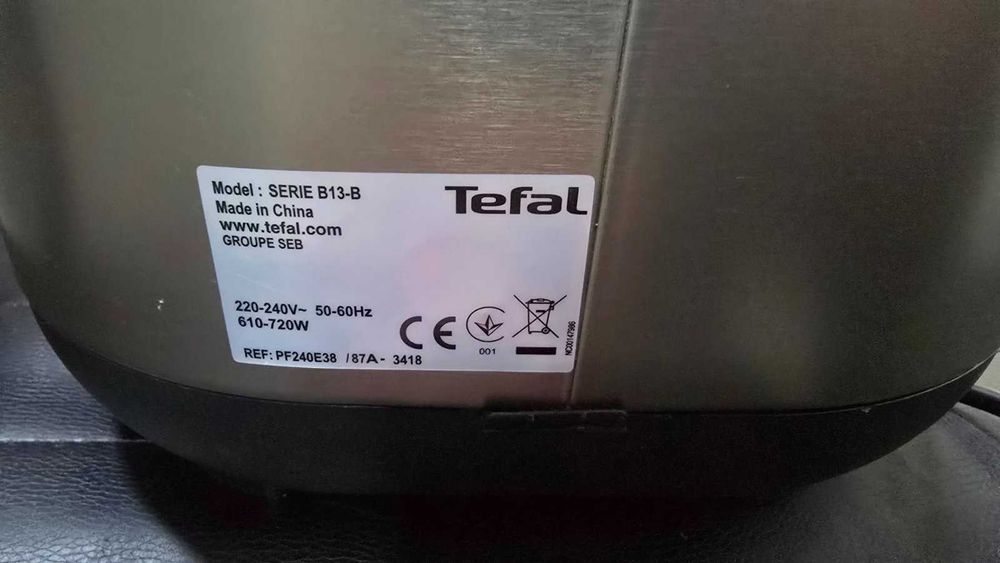 Model : SERIE B13-B
Tefal
Made in China
www.tefal.com
GROUPE SEB
220-240V~ 50-60Hz
610-720W
CE
001
REF: PF240E38 /87A - 3418
NC00147986